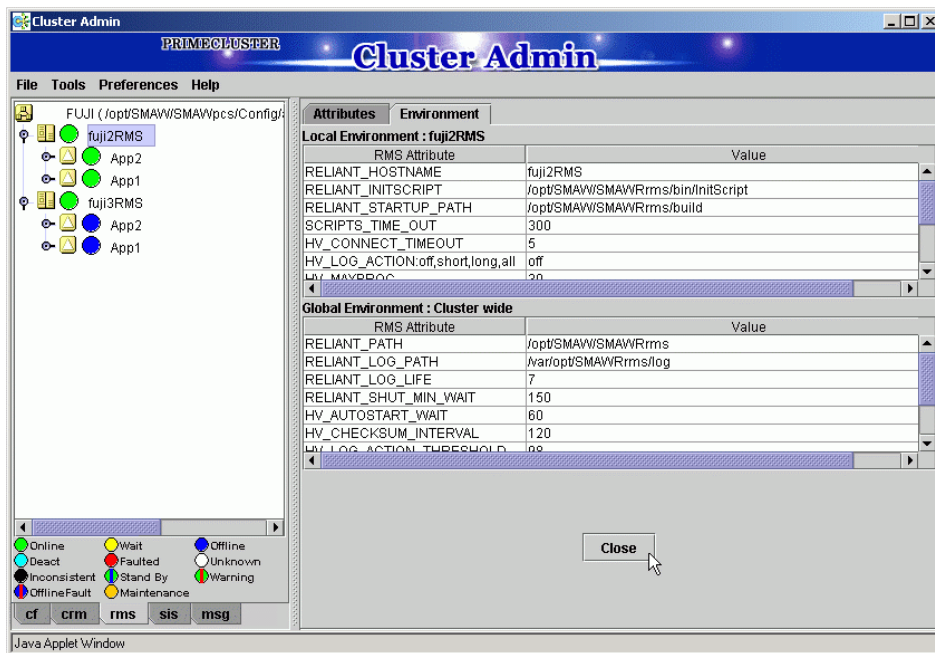 Cluster Admin
PRIMECLUSTER
Cluster Admin
File Tools Preferences Help
FUJI (/opt/SMAW/SMAWpcs/Config/
fuji2RMS
App2
App1
fuji3RMS
App2
App1
Online Wait Offline
Deact Faulted Unknown
Inconsistent Stand By Warning
OfflineFault Maintenance
cf crm rms sis msg
Attributes Environment
Local Environment : fuji2RMS
RMS Attribute Value
RELIANT_HOSTNAME fuji2RMS
RELIANT_INITSCRIPT /opt/SMAW/SMAWRrms/bin/InitScript
RELIANT_STARTUP_PATH /opt/SMAW/SMAWRrms/build
SCRIPTS_TIME_OUT 300
HV_CONNECT_TIMEOUT 5
HV_LOG_ACTION:off,short,long,all off
HV_MAXPROC 30
Global Environment : Cluster wide
RMS Attribute Value
RELIANT_PATH /opt/SMAW/SMAWRrms
RELIANT_LOG_PATH /var/opt/SMAWRrms/log
RELIANT_LOG_LIFE 7
RELIANT_SHUT_MIN_WAIT 150
HV_AUTOSTART_WAIT 60
HV_CHECKSUM_INTERVAL 120
HV_LOG_ACTION_THRESHOLD 98
Close
Java Applet Window